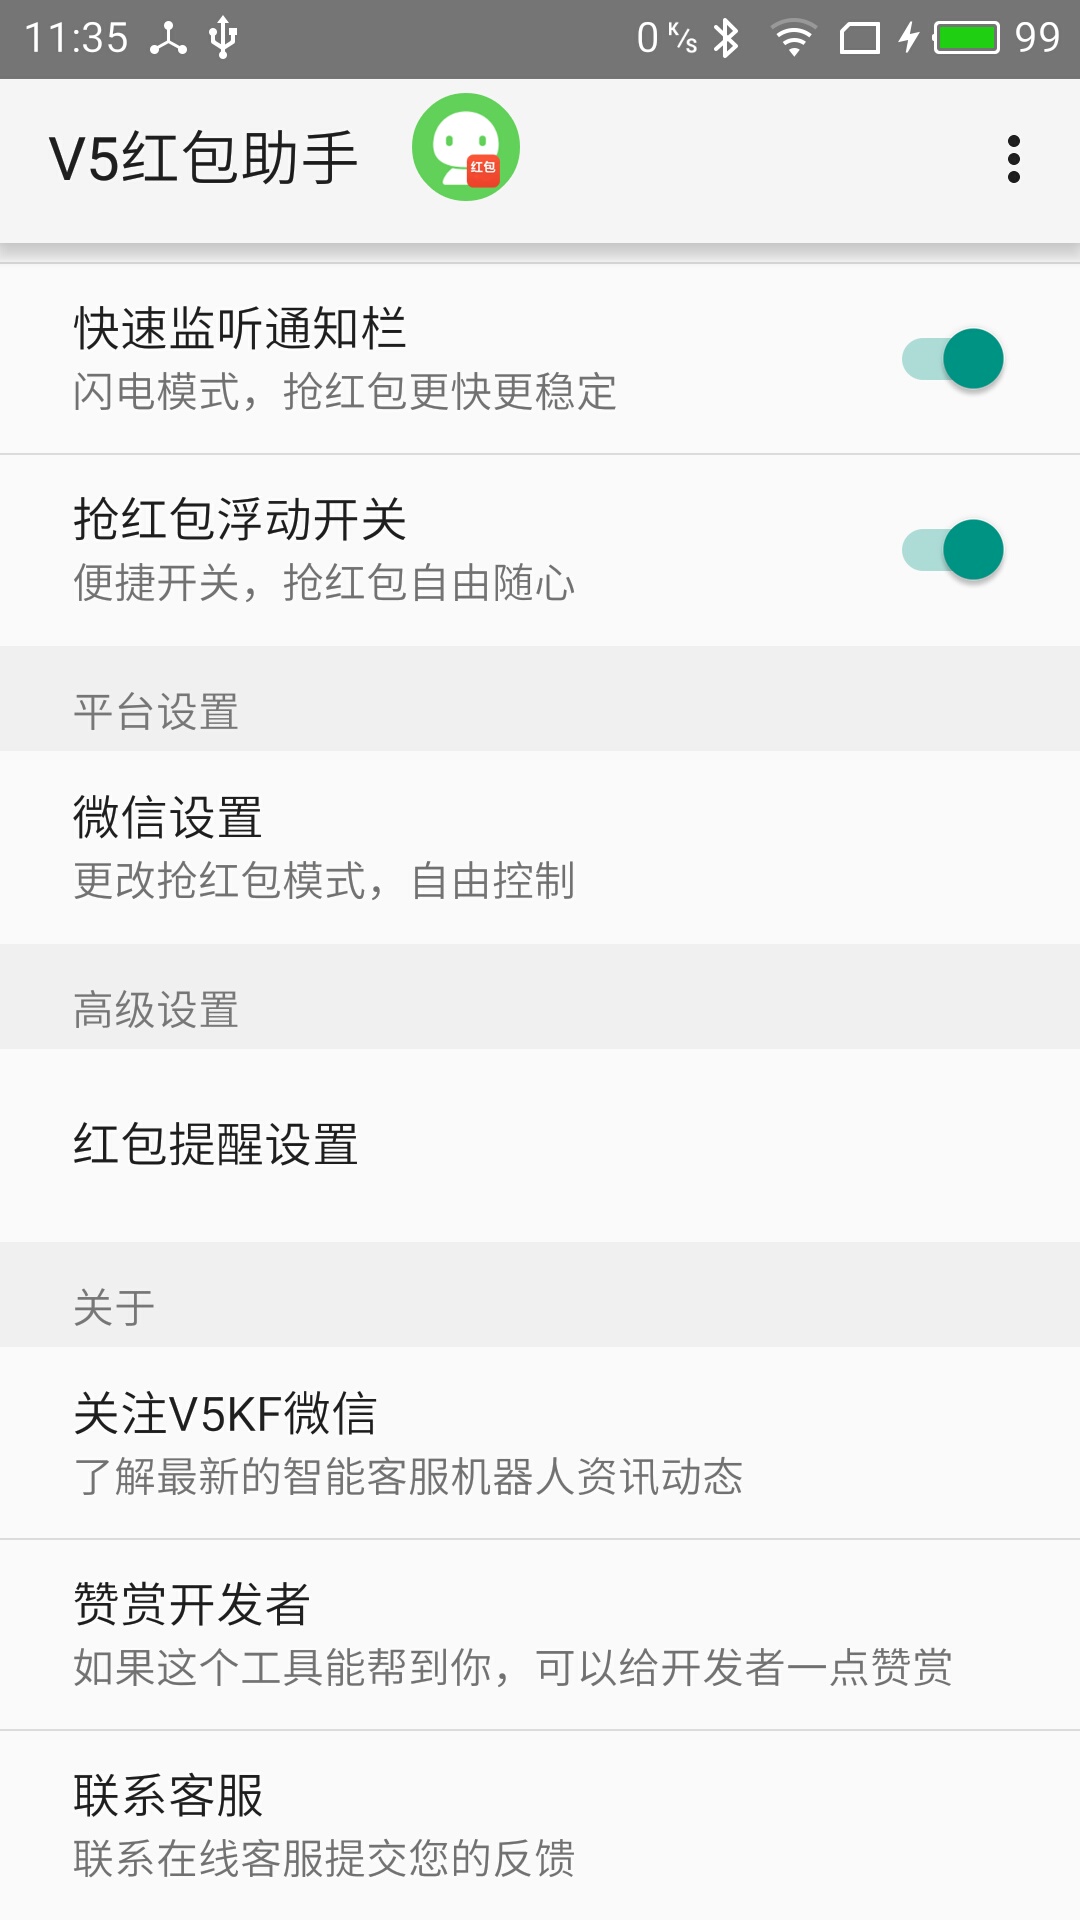 11:35 0 K/s 99
V5红包助手
红包
快速监听通知栏
闪电模式，抢红包更快更稳定
抢红包浮动开关
便捷开关，抢红包自由随心
平台设置
微信设置
更改抢红包模式，自由控制
高级设置
红包提醒设置
关于
关注V5KF微信
了解最新的智能客服机器人资讯动态
赞赏开发者
如果这个工具能帮到你，可以给开发者一点赞赏
联系客服
联系在线客服提交您的反馈